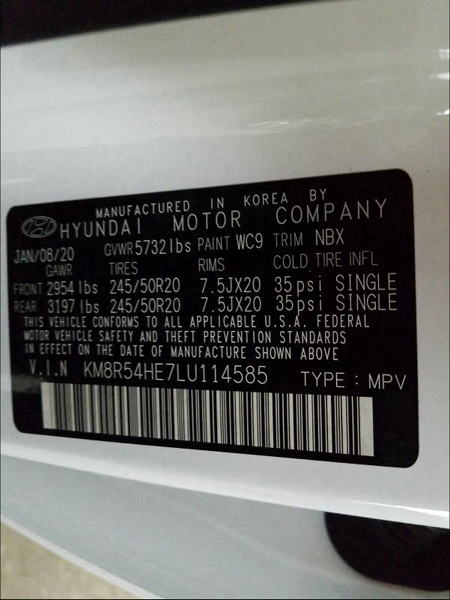 MANUFACTURED IN KOREA BY
HYUNDAI MOTOR COMPANY
JAN/08/20 GVWR 5732 lbs PAINT WC9 TRIM NBX
GAWR TIRES RIMS COLD TIRE INFL
FRONT 2954 lbs 245/50R20 7.5JX20 35psi SINGLE
REAR 3197 lbs 245/50R20 7.5JX20 35psi SINGLE
THIS VEHICLE CONFORMS TO ALL APPLICABLE U.S.A. FEDERAL
MOTOR VEHICLE SAFETY AND THEFT PREVENTION STANDARDS
IN EFFECT ON THE DATE OF MANUFACTURE SHOWN ABOVE
V.I.N KM8R54HE7LU114585 TYPE : MPV